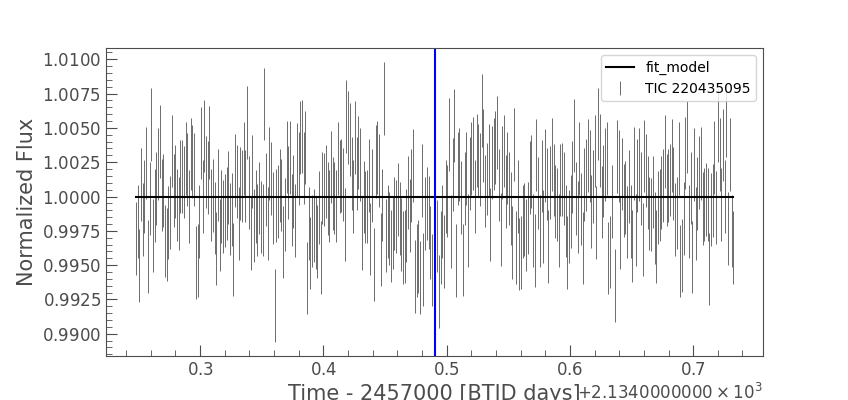 1.0100
1.0075
1.0050
1.0025
1.0000
0.9975
0.9950
0.9925
0.9900
Normalized Flux
fit_model
TIC 220435095
0.3 0.4 0.5 0.6 0.7
Time - 2457000 [BTJD days]
+2.1340000000 × 10³